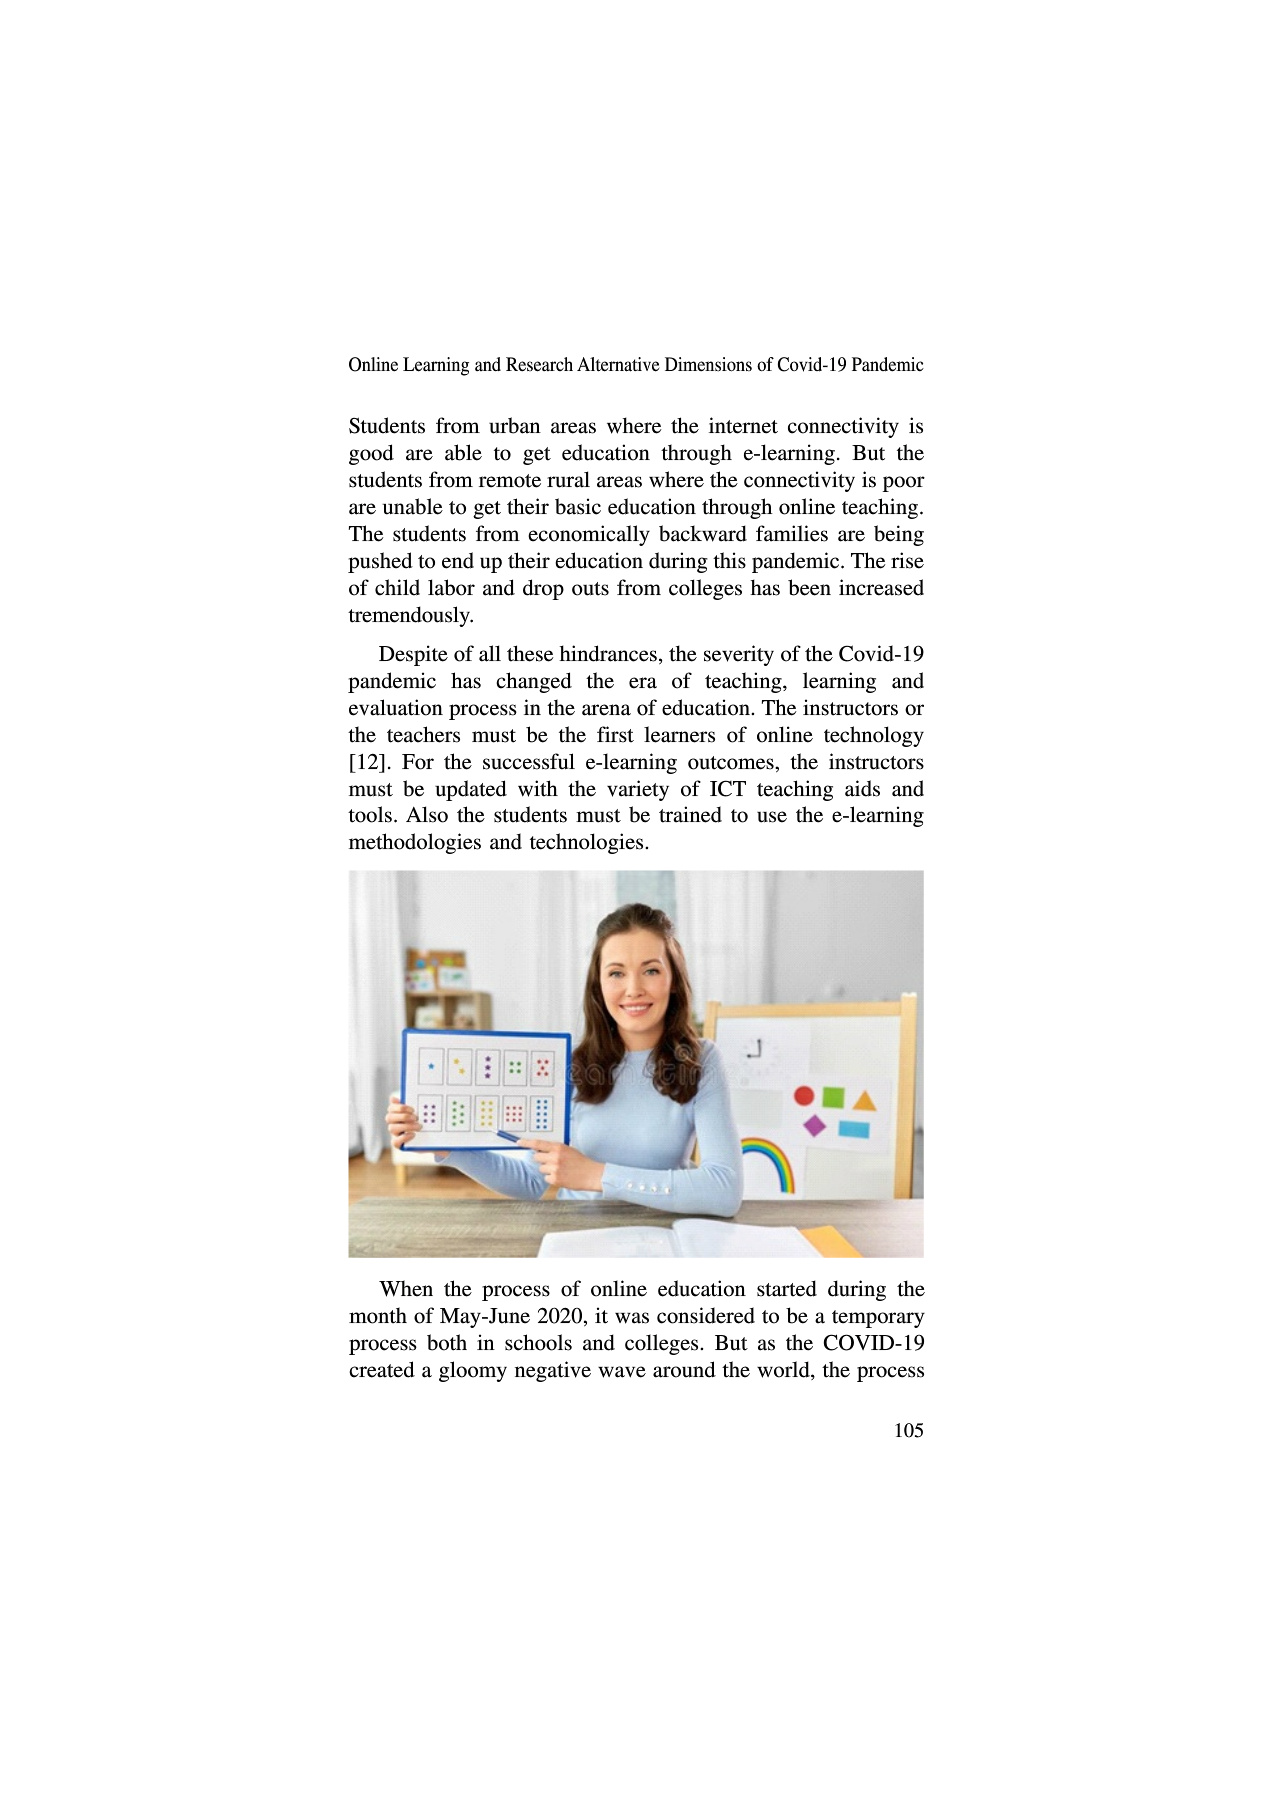 Online Learning and Research Alternative Dimensions of Covid-19 Pandemic
Students from urban areas where the internet connectivity is
good are able to get education through e-learning. But the
students from remote rural areas where the connectivity is poor
are unable to get their basic education through online teaching.
The students from economically backward families are being
pushed to end up their education during this pandemic. The rise
of child labor and drop outs from colleges has been increased
tremendously.
Despite of all these hindrances, the severity of the Covid-19
pandemic has changed the era of teaching, learning and
evaluation process in the arena of education. The instructors or
the teachers must be the first learners of online technology
[12]. For the successful e-learning outcomes, the instructors
must be updated with the variety of ICT teaching aids and
tools. Also the students must be trained to use the e-learning
methodologies and technologies.
When the process of online education started during the
month of May-June 2020, it was considered to be a temporary
process both in schools and colleges. But as the COVID-19
created a gloomy negative wave around the world, the process
105